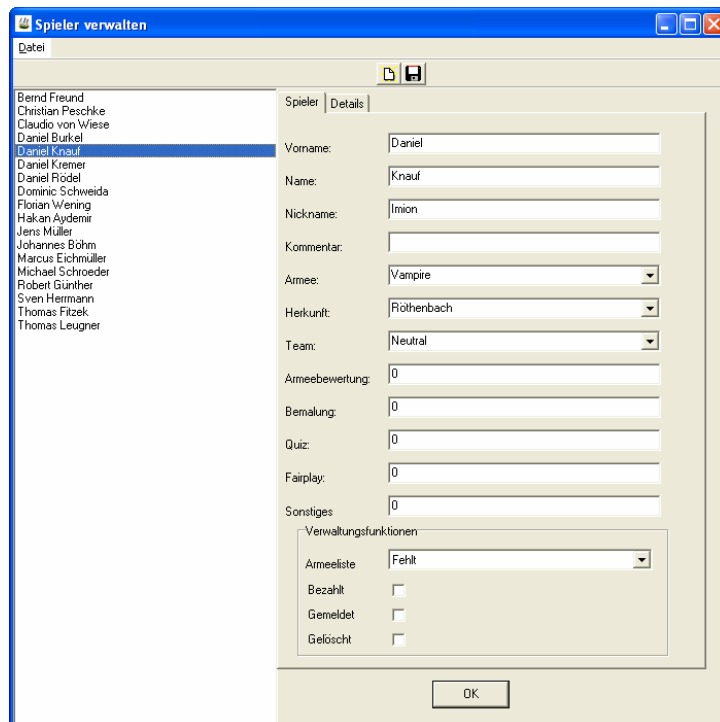 Spieler verwalten
Datei
Bernd Freund
Christian Peschke
Claudio von Wiese
Daniel Burkel
Daniel Knauf
Daniel Kremer
Daniel Rödel
Dominic Schweida
Florian Wening
Hakan Aydemir
Jens Müller
Johannes Böhm
Marcus Eichmüller
Michael Schroeder
Robert Günther
Sven Herrmann
Thomas Fitzek
Thomas Leugner
Spieler Details
Vorname: Daniel
Name: Knauf
Nickname: Imion
Kommentar:
Armee: Vampire
Herkunft: Röthenbach
Team: Neutral
Armeebewertung: 0
Bemalung: 0
Quiz: 0
Fairplay: 0
Sonstiges 0
Verwaltungsfunktionen
Armeeliste Fehlt
Bezahlt
Gemeldet
Gelöscht
OK